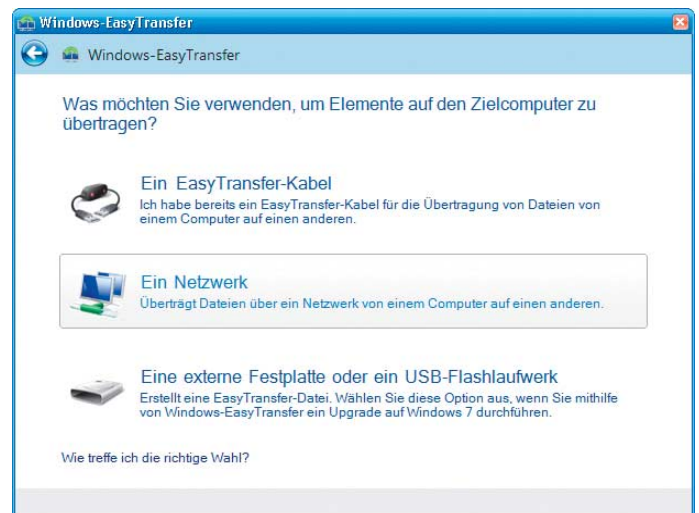 Windows-EasyTransfer
Windows-EasyTransfer
Was möchten Sie verwenden, um Elemente auf den Zielcomputer zu
übertragen?
Ein EasyTransfer-Kabel
Ich habe bereits ein EasyTransfer-Kabel für die Übertragung von Dateien von
einem Computer auf einen anderen.
Ein Netzwerk
Überträgt Dateien über ein Netzwerk von einem Computer auf einen anderen.
Eine externe Festplatte oder ein USB-Flashlaufwerk
Erstellt eine EasyTransfer-Datei. Wählen Sie diese Option aus, wenn Sie mithilfe
von Windows-EasyTransfer ein Upgrade auf Windows 7 durchführen.
Wie treffe ich die richtige Wahl?